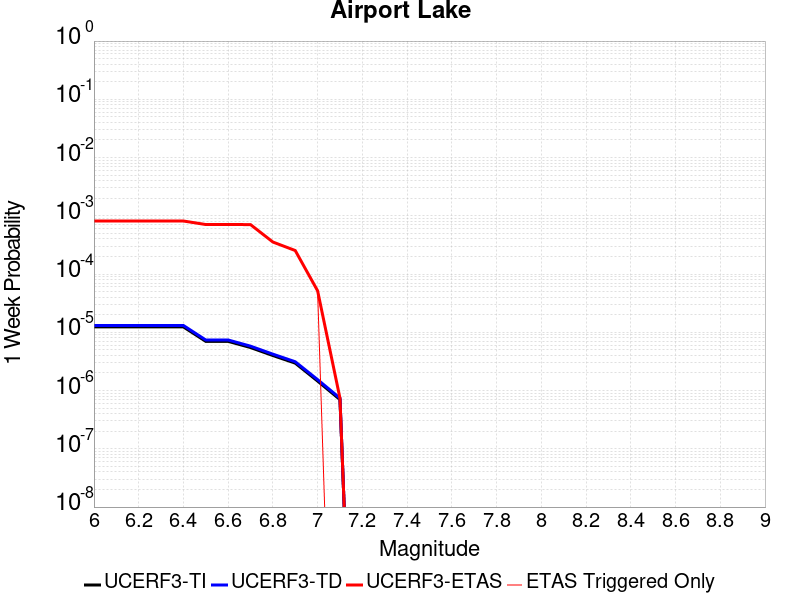 Airport Lake
10^0
10^-1
10^-2
10^-3
10^-4
10^-5
10^-6
10^-7
10^-8
1 Week Probability
6 6.2 6.4 6.6 6.8 7 7.2 7.4 7.6 7.8 8 8.2 8.4 8.6 8.8 9
Magnitude
UCERF3-TI UCERF3-TD UCERF3-ETAS ETAS Triggered Only